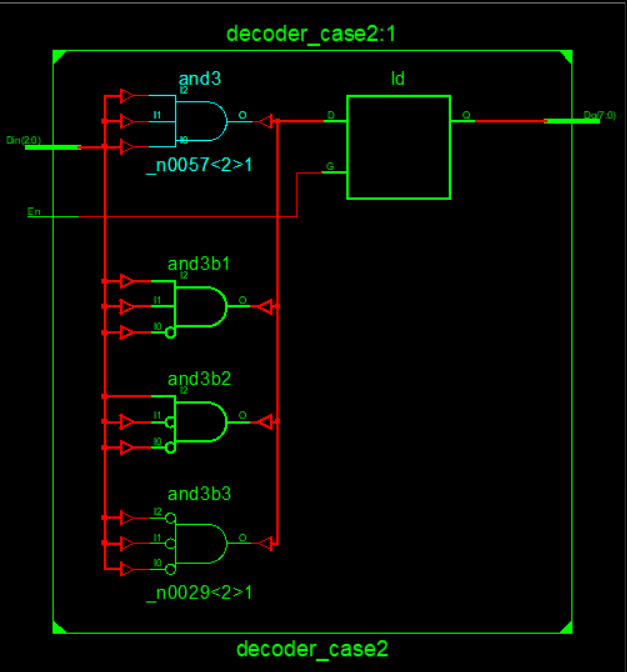 decoder_case2:1
and3
I2
I1
I0
O
_n0057<2>1
ld
D
Q
G
Din(2:0)
Dq(7:0)
En
and3b1
I2
I1
I0
O
and3b2
I2
I1
I0
O
and3b3
I2
I1
I0
O
_n0029<2>1
decoder_case2